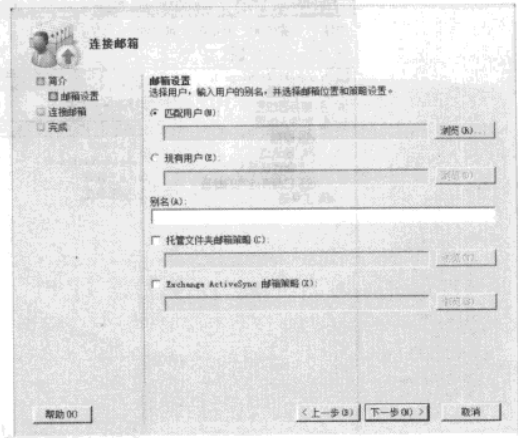 连接邮箱
简介
邮箱设置
连接邮箱
完成
邮箱设置
选择用户，输入用户的别名，并选择邮箱位置和策略设置。
匹配用户(M):
浏览(R)...
现有用户(E):
别名(A):
托管文件夹邮箱策略(C):
Exchange ActiveSync 邮箱策略(X):
帮助(H)
< 上一步(B)
下一步(N) >
取消